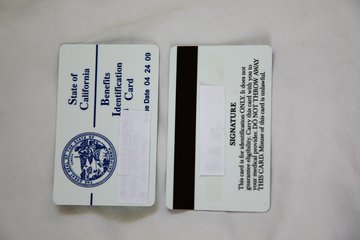 State of
California
Benefits
Identification
Card
ue Date 04 24 09
SIGNATURE
This card is for identification ONLY. It does not
guarantee eligibility. Carry this card with you to
your medical provider. DO NOT THROW AWAY
THIS CARD. Misuse of this card is unlawful.